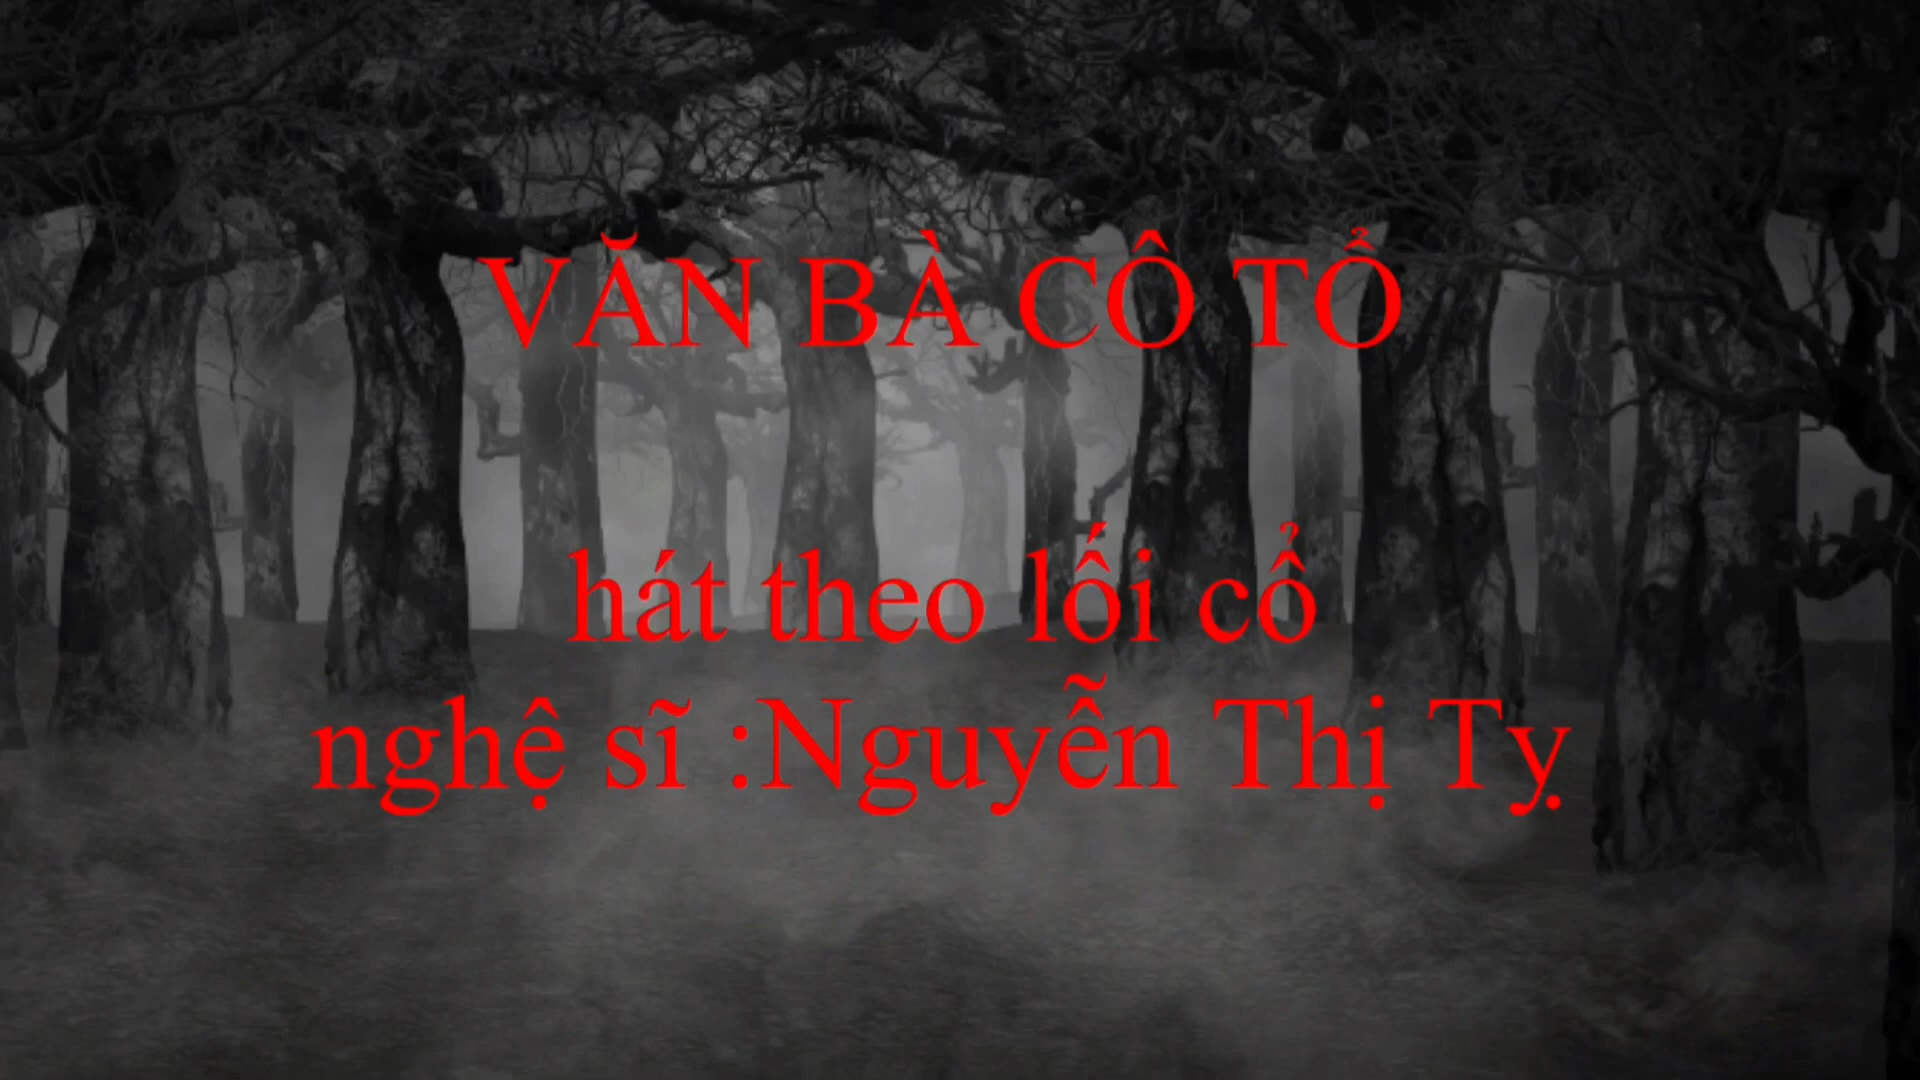 VĂN BÀ CÔ TỔ
hát theo lối cổ
nghệ sĩ :Nguyễn Thị Tỵ